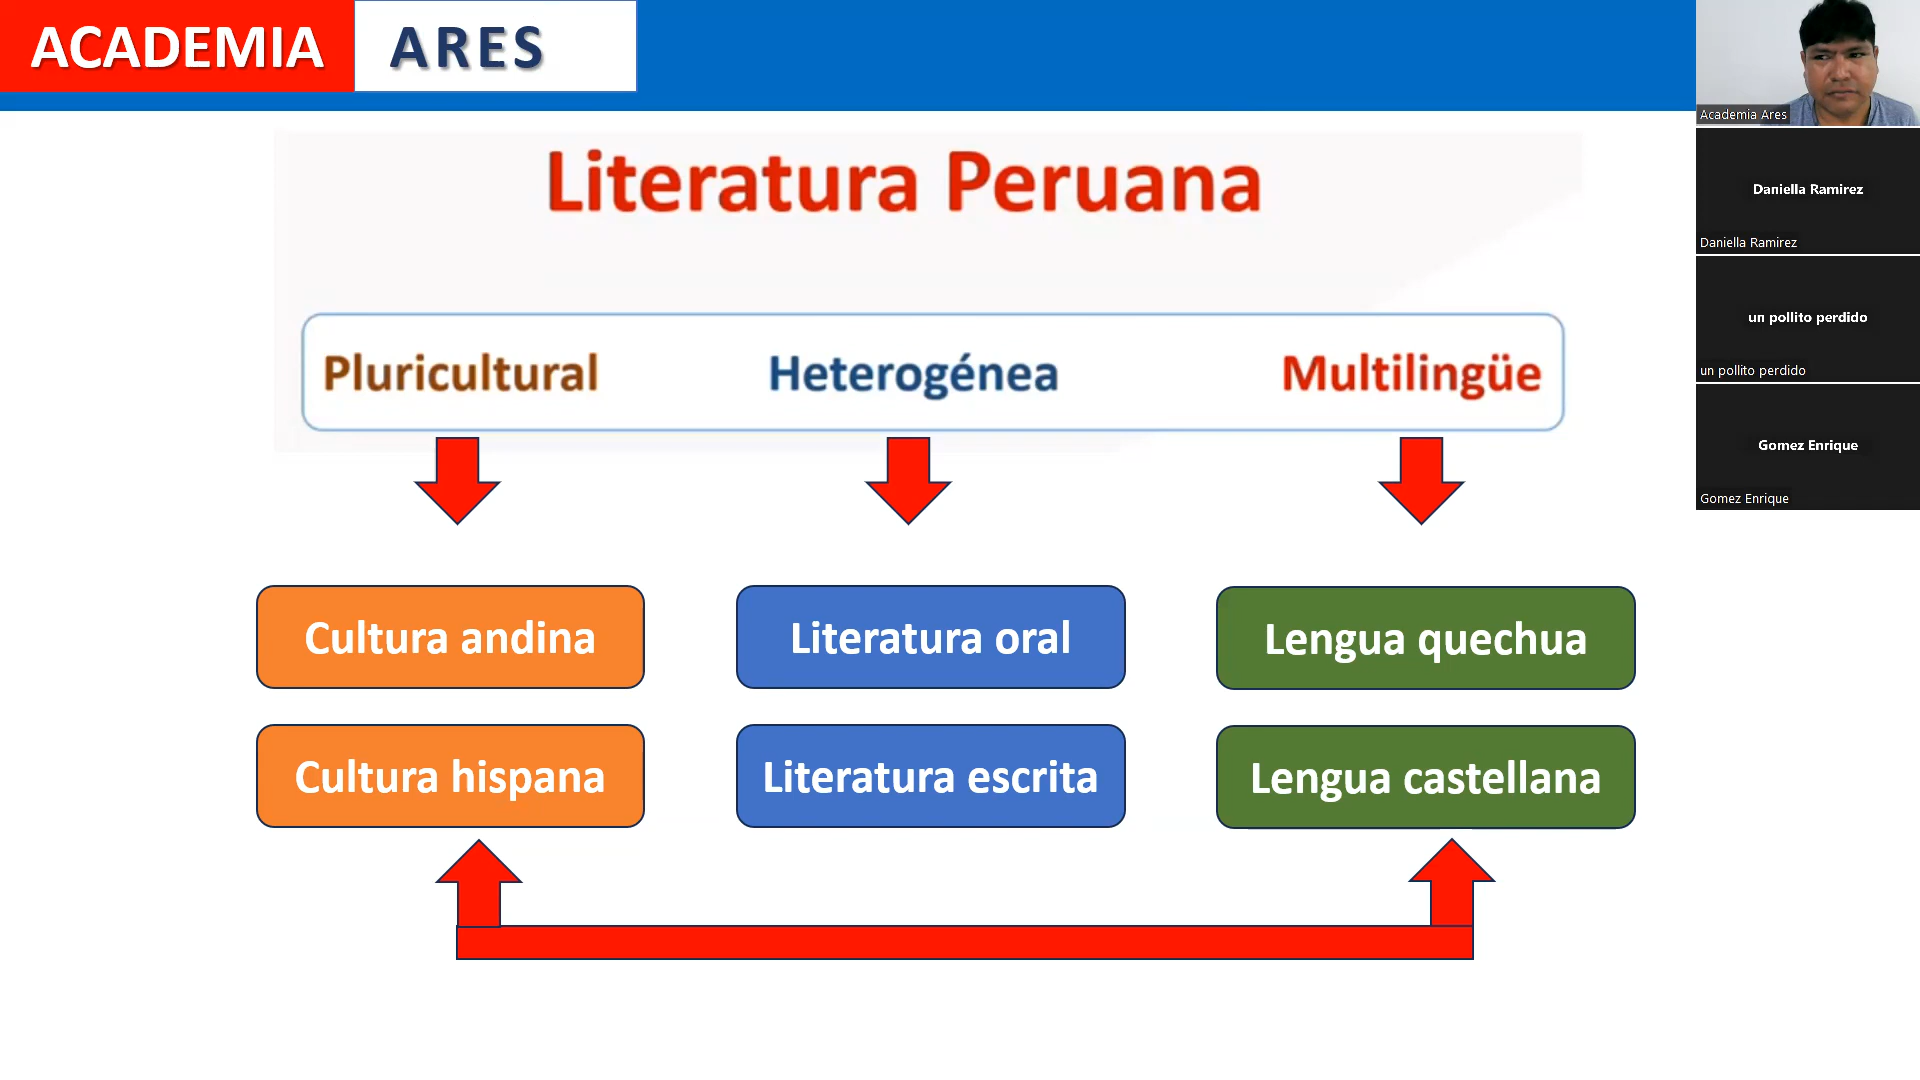 ACADEMIA ARES
Literatura Peruana
Pluricultural Heterogénea Multilingüe
Cultura andina Literatura oral Lengua quechua
Cultura hispana Literatura escrita Lengua castellana
Academia Ares
Daniella Ramirez
Daniella Ramirez
un pollito perdido
un pollito perdido
Gomez Enrique
Gomez Enrique